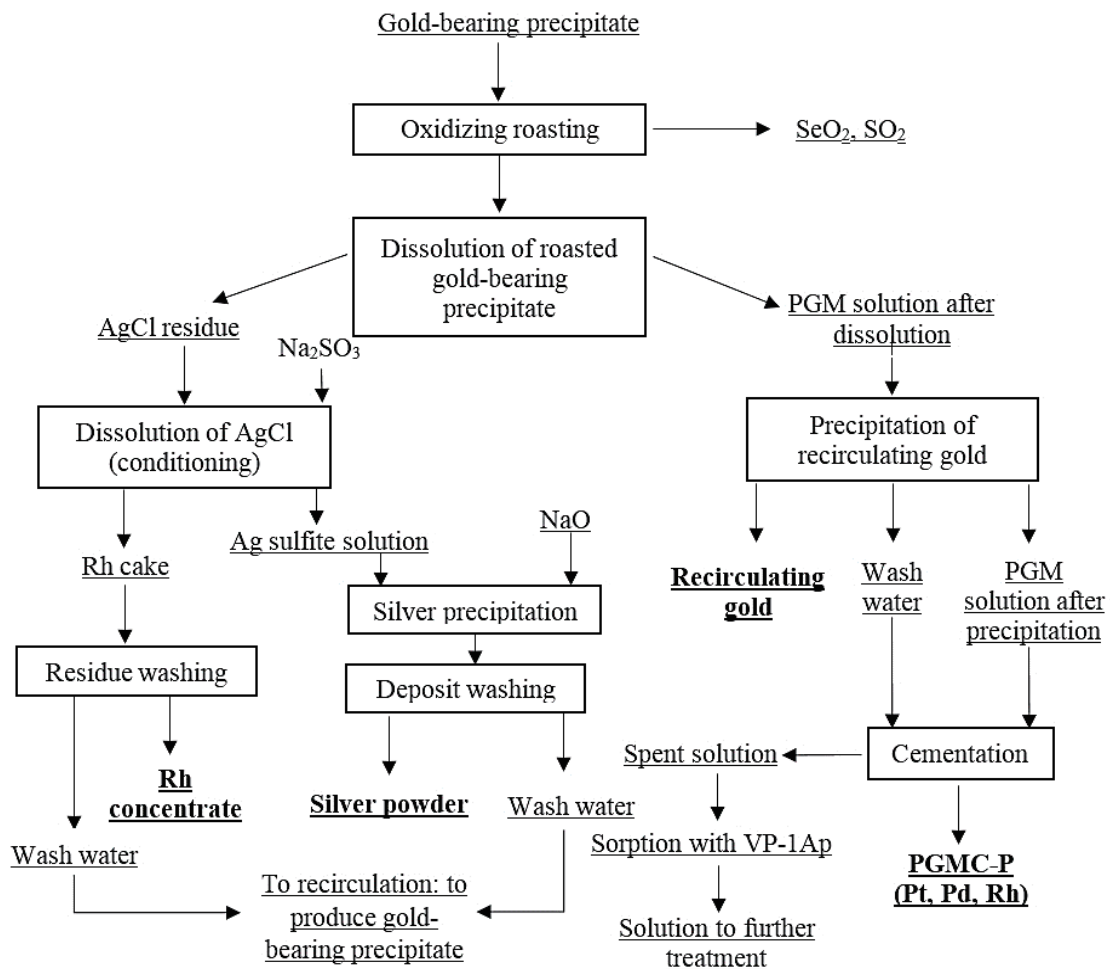 Gold-bearing precipitate
Oxidizing roasting
SeO₂, SO₂
Dissolution of roasted
gold-bearing
precipitate
AgCl residue
Na₂SO₃
PGM solution after
dissolution
Dissolution of AgCl
(conditioning)
Precipitation of
recirculating gold
Rh cake
Ag sulfite solution
NaO
Recirculating
gold
Wash
water
PGM
solution after
precipitation
Silver precipitation
Residue washing
Deposit washing
Spent solution
Cementation
Rh
concentrate
Silver powder
Wash water
Wash water
Sorption with VP-1Ap
PGMC-P
(Pt, Pd, Rh)
To recirculation: to
produce gold-
bearing precipitate
Solution to further
treatment